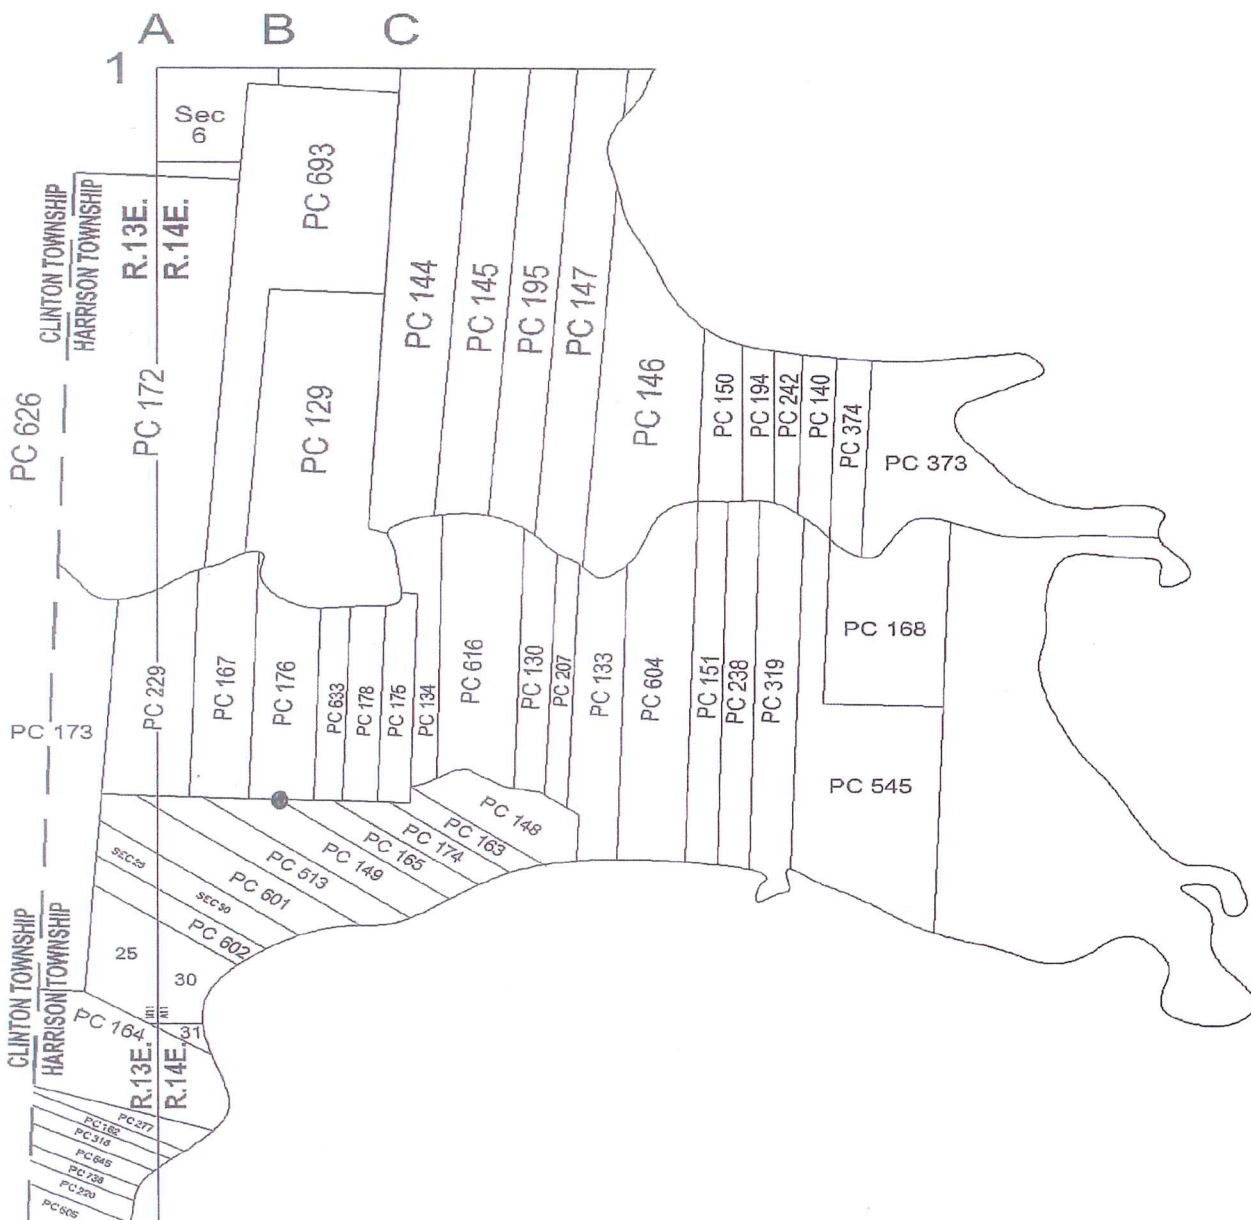 A B C
1
Sec
6
PC 693
CLINTON TOWNSHIP
HARRISON TOWNSHIP
R.13E.
R.14E.
PC 144
PC 145
PC 195
PC 147
PC 146
PC 626
PC 172
PC 129
PC 150
PC 194
PC 242
PC 140
PC 374
PC 373
PC 173
PC 229
PC 167
PC 176
PC 633
PC 178
PC 175
PC 134
PC 616
PC 130
PC 207
PC 133
PC 604
PC 151
PC 238
PC 319
PC 168
PC 545
PC 148
PC 163
PC 174
PC 165
PC 149
PC 513
PC 601
SEC 25
SEC 30
PC 602
25
30
CLINTON TOWNSHIP
HARRISON TOWNSHIP
PC 164
31
R.13E.
R.14E.
PC 277
PC 162
PC 316
PC 645
PC 738
PC 220
PC 605